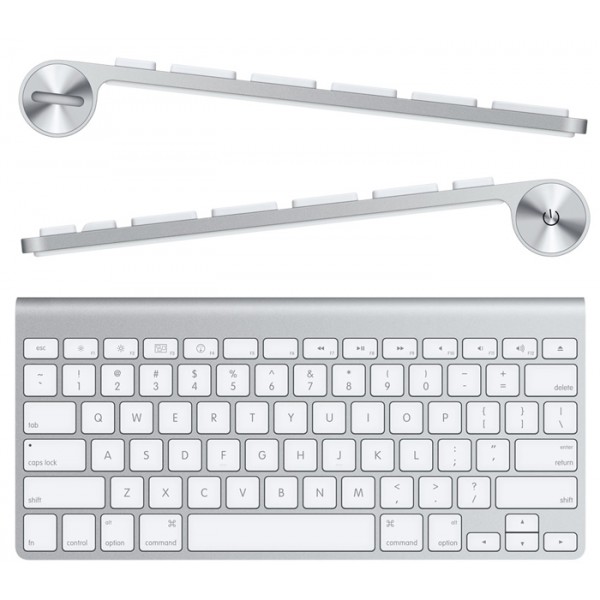 esc F1 F2 F3 F4 F5 F6 F7 F8 F9 F10 F11 F12
~ ! @ # $ % ^ & * ( ) - +
` 1 2 3 4 5 6 7 8 9 0 - = delete
tab Q W E R T Y U I O P { [ } ] | \
caps lock A S D F G H J K L : ; " ' enter return
shift Z X C V B N M < , > . ? / shift
fn control alt option ⌘ command ⌘ command alt option